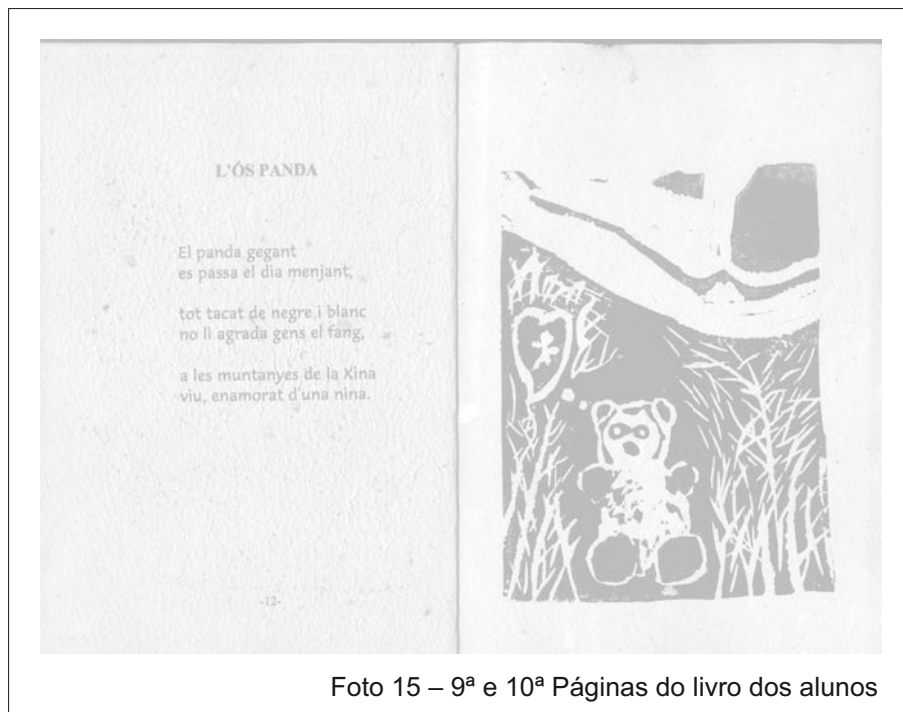 L'ÓS PANDA
El panda gegant
es passa el dia menjant,
tot tacat de negre i blanc
no li agrada gens el fang,
a les muntanyes de la Xina
viu, enamorat d'una nina.
-12-
Foto 15 – 9ª e 10ª Páginas do livro dos alunos